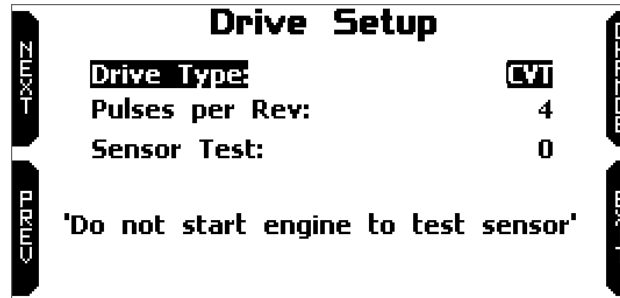 Drive Setup
NEXT
Drive Type: CVT
Pulses per Rev: 4
Sensor Test: 0
PREV
'Do not start engine to test sensor'